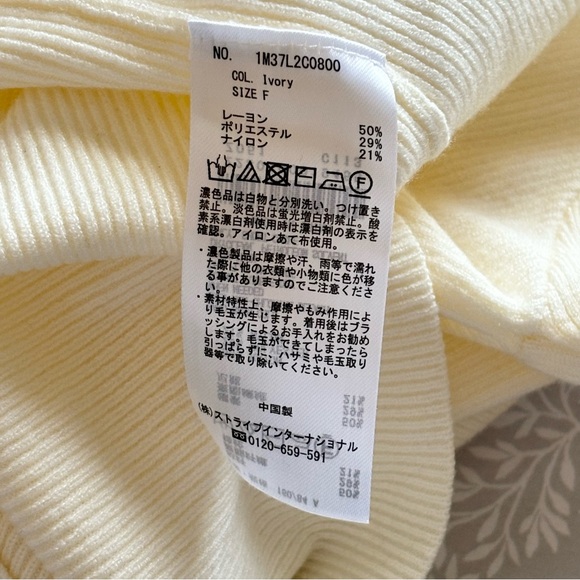 NO. 1M37L2C0800
COL. Ivory
SIZE F
レーヨン 50%
ポリエステル 29%
ナイロン 21%
F
濃色品は白物と分別洗い、つけ置き
禁止。淡色品は蛍光増白剤禁止。酸
素系漂白剤使用時は漂白剤の表示を
確認。アイロンあて布使用。
・濃色製品は摩擦や汗、雨等で濡れ
た際に他の衣類や小物類に色が移
る事がありますのでご注意くださ
い。
・素材特性上、摩擦やもみ作用によ
り毛玉が生じます。着用後はブラ
ッシングによるお手入れをお勧め
します。毛玉ができてしまったら
引っぱらずに、ハサミや毛玉取り
器等で取り除いてください。
中国製
(株)ストライプインターナショナル
0120-659-591